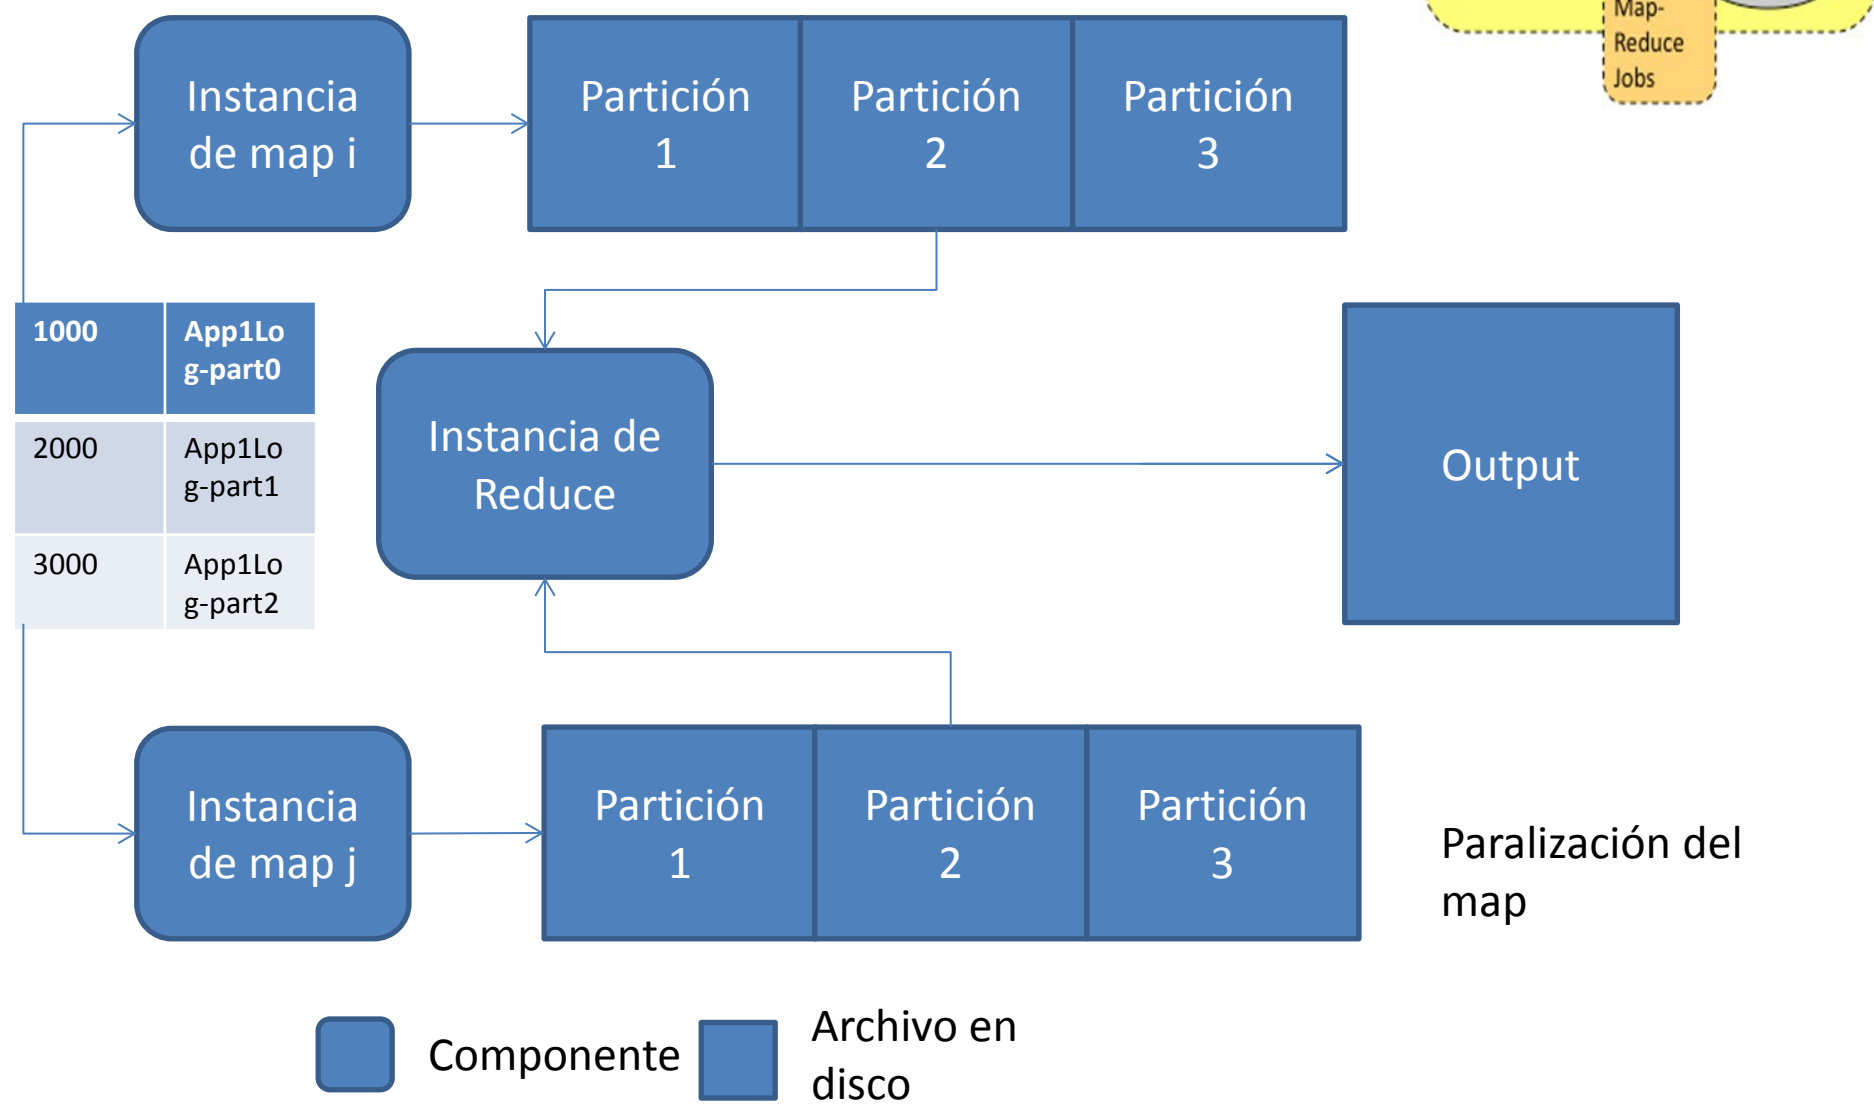 Map-
Reduce
Jobs
Instancia
de map i
Partición
1
Partición
2
Partición
3
1000
App1Lo
g-part0
2000
App1Lo
g-part1
3000
App1Lo
g-part2
Instancia de
Reduce
Output
Instancia
de map j
Partición
1
Partición
2
Partición
3
Paralización del
map
Componente
Archivo en
disco